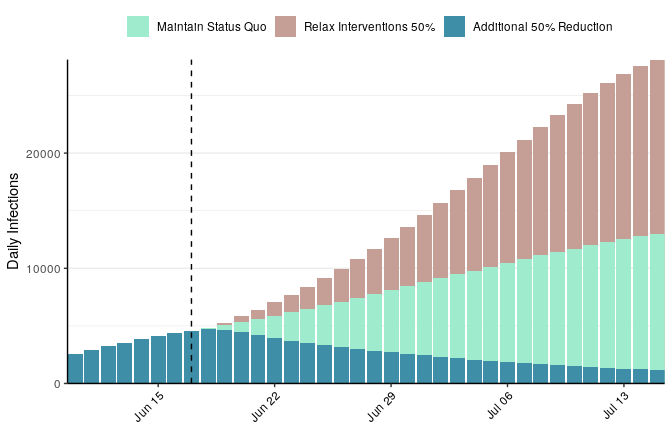 Maintain Status Quo Relax Interventions 50% Additional 50% Reduction
Daily Infections
20000
10000
0
Jun 15 Jun 22 Jun 29 Jul 06 Jul 13